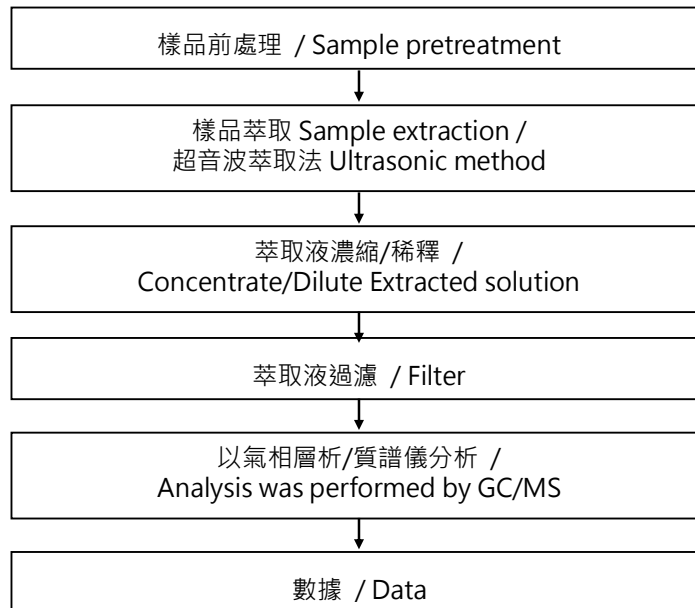 樣品前處理 / Sample pretreatment
樣品萃取 Sample extraction /
超音波萃取法 Ultrasonic method
萃取液濃縮/稀釋 /
Concentrate/Dilute Extracted solution
萃取液過濾 / Filter
以氣相層析/質譜儀分析 /
Analysis was performed by GC/MS
數據 / Data